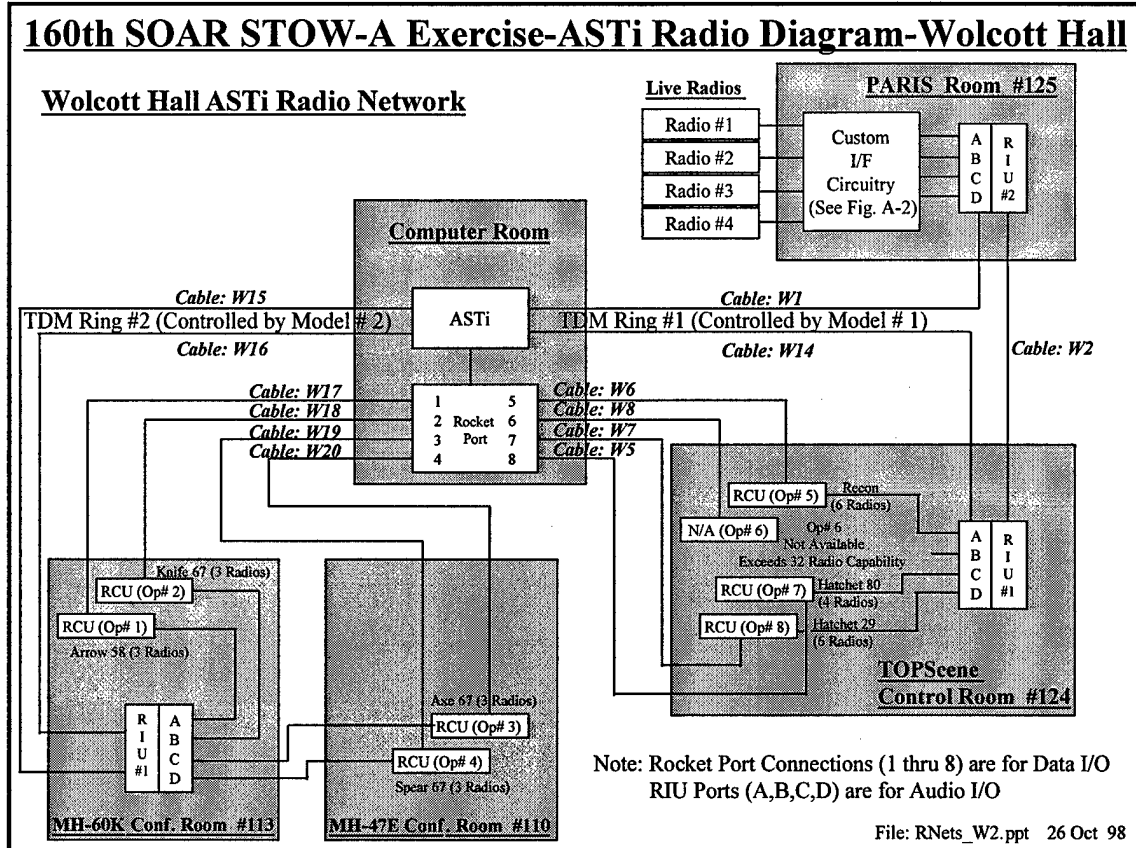 160th SOAR STOW-A Exercise-ASTi Radio Diagram-Wolcott Hall
Wolcott Hall ASTi Radio Network
Live Radios
Radio #1
Radio #2
Radio #3
Radio #4
PARIS Room #125
Custom
I/F
Circuitry
(See Fig. A-2)
A
B
C
D
R
I
U
#2
Computer Room
ASTi
Cable: W15
TDM Ring #2 (Controlled by Model # 2)
Cable: W16
Cable: W1
TDM Ring #1 (Controlled by Model # 1)
Cable: W14
Cable: W2
Cable: W17
Cable: W18
Cable: W19
Cable: W20
1
2
3
4
Rocket
Port
5
6
7
8
Cable: W6
Cable: W8
Cable: W7
Cable: W5
RCU (Op# 5)
Recon
(6 Radios)
N/A (Op# 6)
Op# 6
Not Available
Exceeds 32 Radio Capability
RCU (Op# 7)
Hatchet 80
(4 Radios)
RCU (Op# 8)
Hatchet 29
(6 Radios)
A
B
C
D
R
I
U
#1
TOPScene
Control Room #124
Knife 67 (3 Radios)
RCU (Op# 2)
RCU (Op# 1)
Arrow 58 (3 Radios)
R
I
U
#1
A
B
C
D
MH-60K Conf. Room #113
Axe 67 (3 Radios)
RCU (Op# 3)
RCU (Op# 4)
Spear 67 (3 Radios)
MH-47E Conf. Room #110
Note: Rocket Port Connections (1 thru 8) are for Data I/O
RIU Ports (A,B,C,D) are for Audio I/O
File: RNets_W2.ppt 26 Oct 98